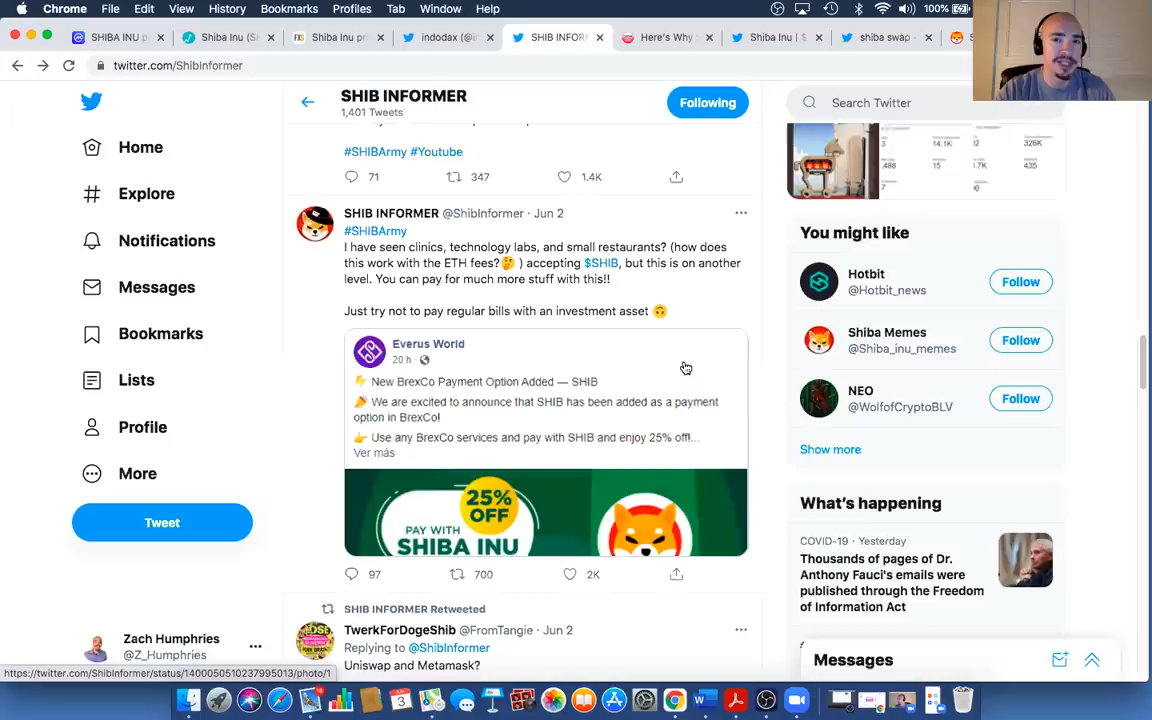 Chrome File Edit View History Bookmarks Profiles Tab Window Help
100%
SHIBA INU p
Shiba Inu (S
Shiba Inu pr
indodax (@i
SHIB INFOR
Here's Why
Shiba Inu | $
shiba swap
twitter.com/ShibInformer
SHIB INFORMER
1,401 Tweets
Following
Search Twitter
Home
Explore
Notifications
Messages
Bookmarks
Lists
Profile
More
Tweet
Zach Humphries
@Z_Humphries
#SHIBArmy #Youtube
71 347 1.4K
SHIB INFORMER @ShibInformer · Jun 2
#SHIBArmy
I have seen clinics, technology labs, and small restaurants? (how does
this work with the ETH fees?🤔 ) accepting $SHIB, but this is on another
level. You can pay for much more stuff with this!!
Just try not to pay regular bills with an investment asset 🙃
Everus World
20 h ·
👇 New BrexCo Payment Option Added — SHIB
🎉 We are excited to announce that SHIB has been added as a payment
option in BrexCo!
👉 Use any BrexCo services and pay with SHIB and enjoy 25% off!...
Ver más
25%
OFF
PAY WITH
SHIBA INU
97 700 2K
SHIB INFORMER Retweeted
TwerkForDogeShib @FromTangie · Jun 2
Replying to @ShibInformer
Uniswap and Metamask?
14.1K
326K
.488
15
435
You might like
Hotbit
@Hotbit_news
Follow
Shiba Memes
@Shiba_inu_memes
Follow
NEO
@WolfofCryptoBLV
Follow
Show more
What's happening
COVID-19 · Yesterday
Thousands of pages of Dr.
Anthony Fauci's emails were
published through the Freedom
of Information Act
Messages
https://twitter.com/ShibInformer/status/1400050510237995013/photo/1